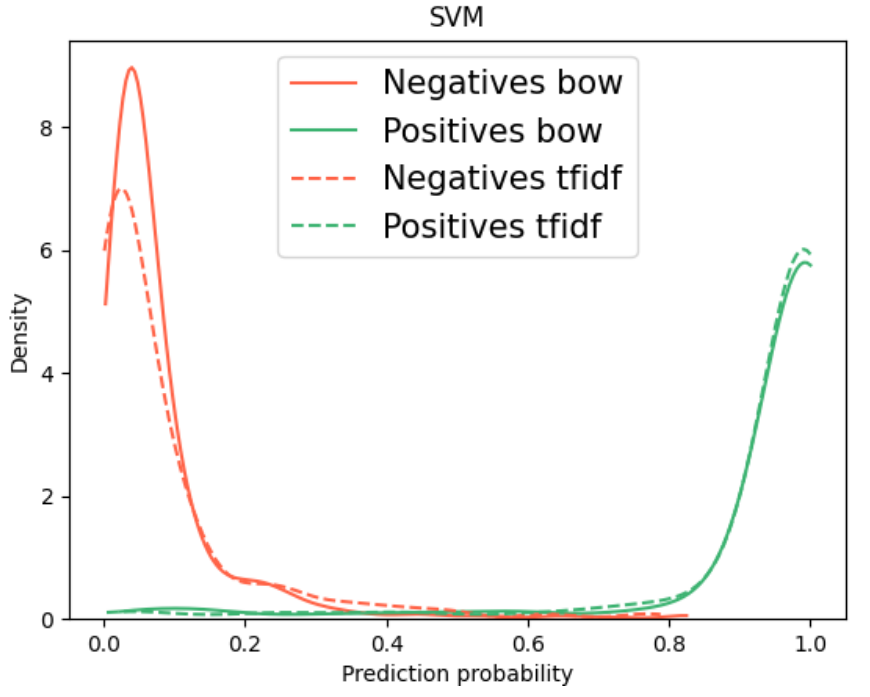 SVM
Negatives bow
Positives bow
Negatives tfidf
Positives tfidf
8
6
4
2
0
Density
0.0 0.2 0.4 0.6 0.8 1.0
Prediction probability